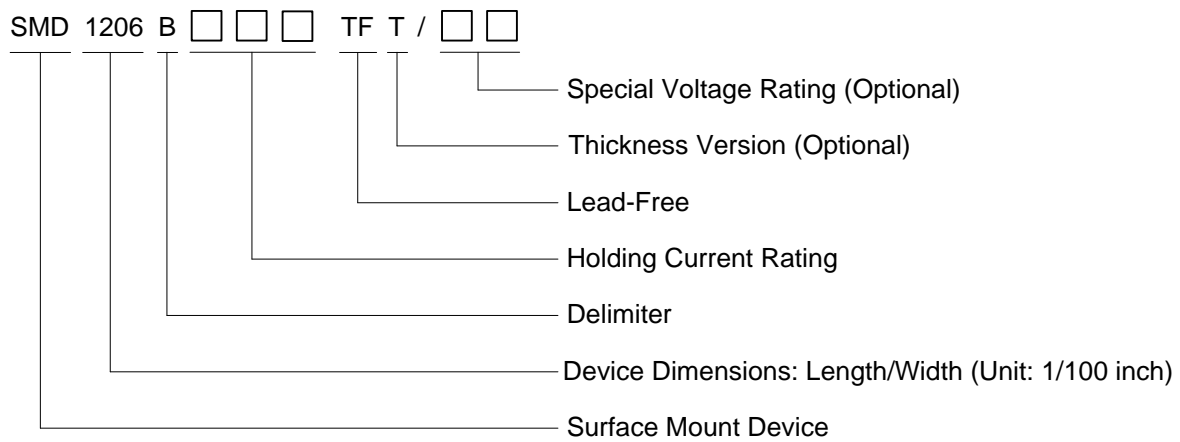 SMD 1206 B □ □ □ TF T / □ □
Special Voltage Rating (Optional)
Thickness Version (Optional)
Lead-Free
Holding Current Rating
Delimiter
Device Dimensions: Length/Width (Unit: 1/100 inch)
Surface Mount Device